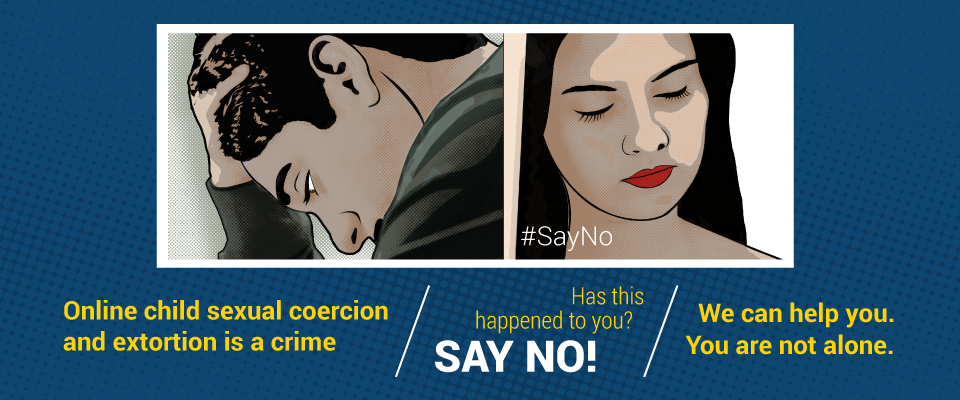 #SayNo
Online child sexual coercion
and extortion is a crime
Has this
happened to you?
SAY NO!
We can help you.
You are not alone.